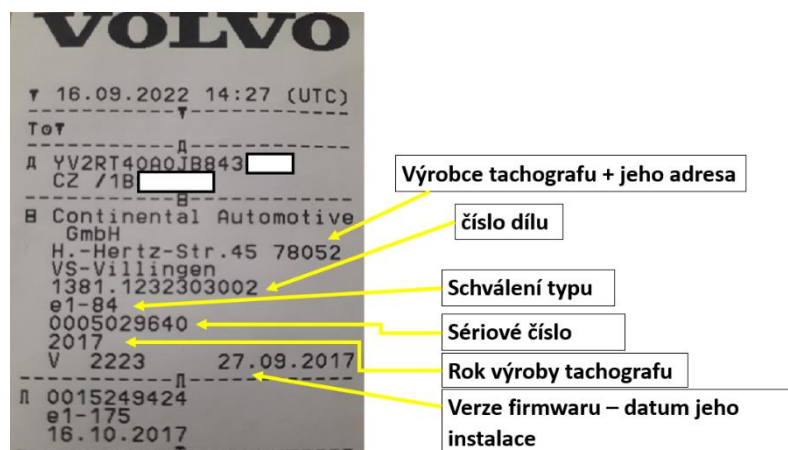 VOLVO
▼ 16.09.2022 14:27 (UTC)
----------▼----------
T⊙▼
Д YV2RT40A0JB843
CZ /1B
B Continental Automotive
GmbH
H.-Hertz-Str.45 78052
VS-Villingen
1381.1232303002
e1-84
0005029640
2017
V 2223 27.09.2017
Л 0015249424
e1-175
16.10.2017
Výrobce tachografu + jeho adresa
číslo dílu
Schválení typu
Sériové číslo
Rok výroby tachografu
Verze firmwaru – datum jeho
instalace